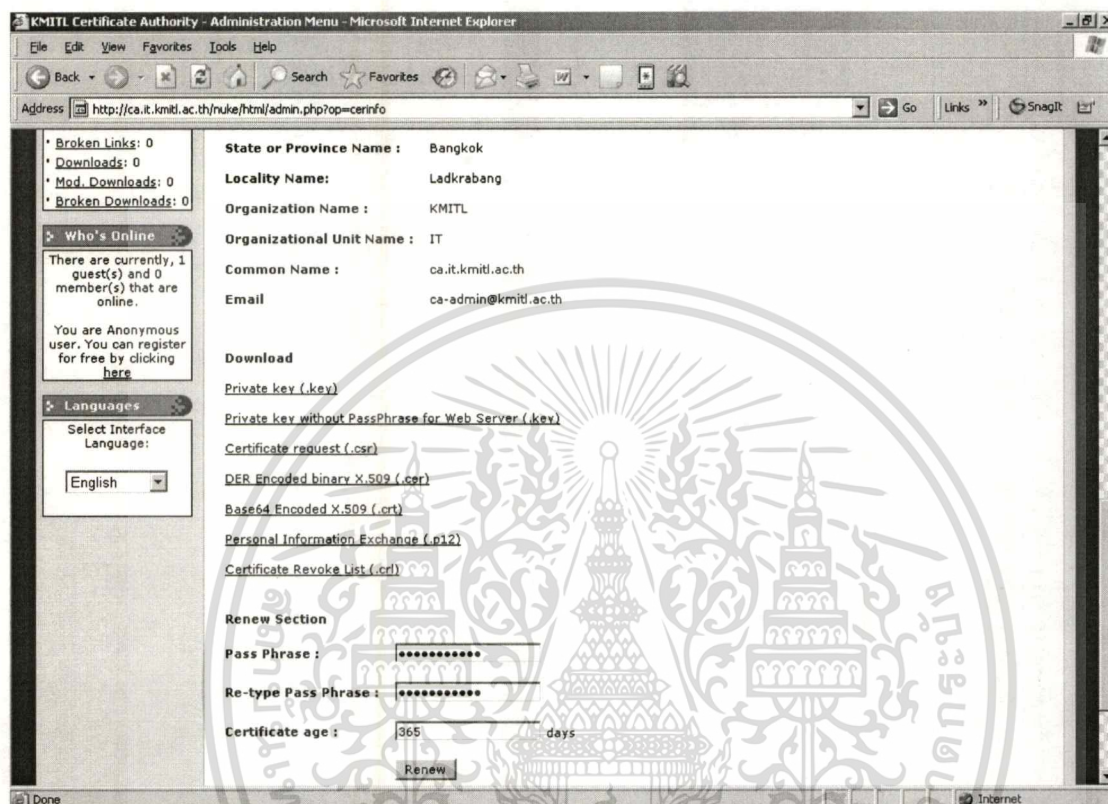 KMITL Certificate Authority - Administration Menu - Microsoft Internet Explorer
File Edit View Favorites Tools Help
Back Search Favorites
Address http://ca.it.kmitl.ac.th/nuke/html/admin.php?op=cerinfo Go Links » SnagIt
• Broken Links: 0
• Downloads: 0
• Mod. Downloads: 0
• Broken Downloads: 0
Who's Online
There are currently, 1
guest(s) and 0
member(s) that are
online.
You are Anonymous
user. You can register
for free by clicking
here
Languages
Select Interface
Language:
English
State or Province Name : Bangkok
Locality Name: Ladkrabang
Organization Name : KMITL
Organizational Unit Name : IT
Common Name : ca.it.kmitl.ac.th
Email ca-admin@kmitl.ac.th
Download
Private key (.key)
Private key without PassPhrase for Web Server (.key)
Certificate request (.csr)
DER Encoded binary X.509 (.cer)
Base64 Encoded X.509 (.crt)
Personal Information Exchange (.p12)
Certificate Revoke List (.crl)
Renew Section
Pass Phrase : •••••••••••
Re-type Pass Phrase : •••••••••••
Certificate age : 365 days
Renew
Done Internet